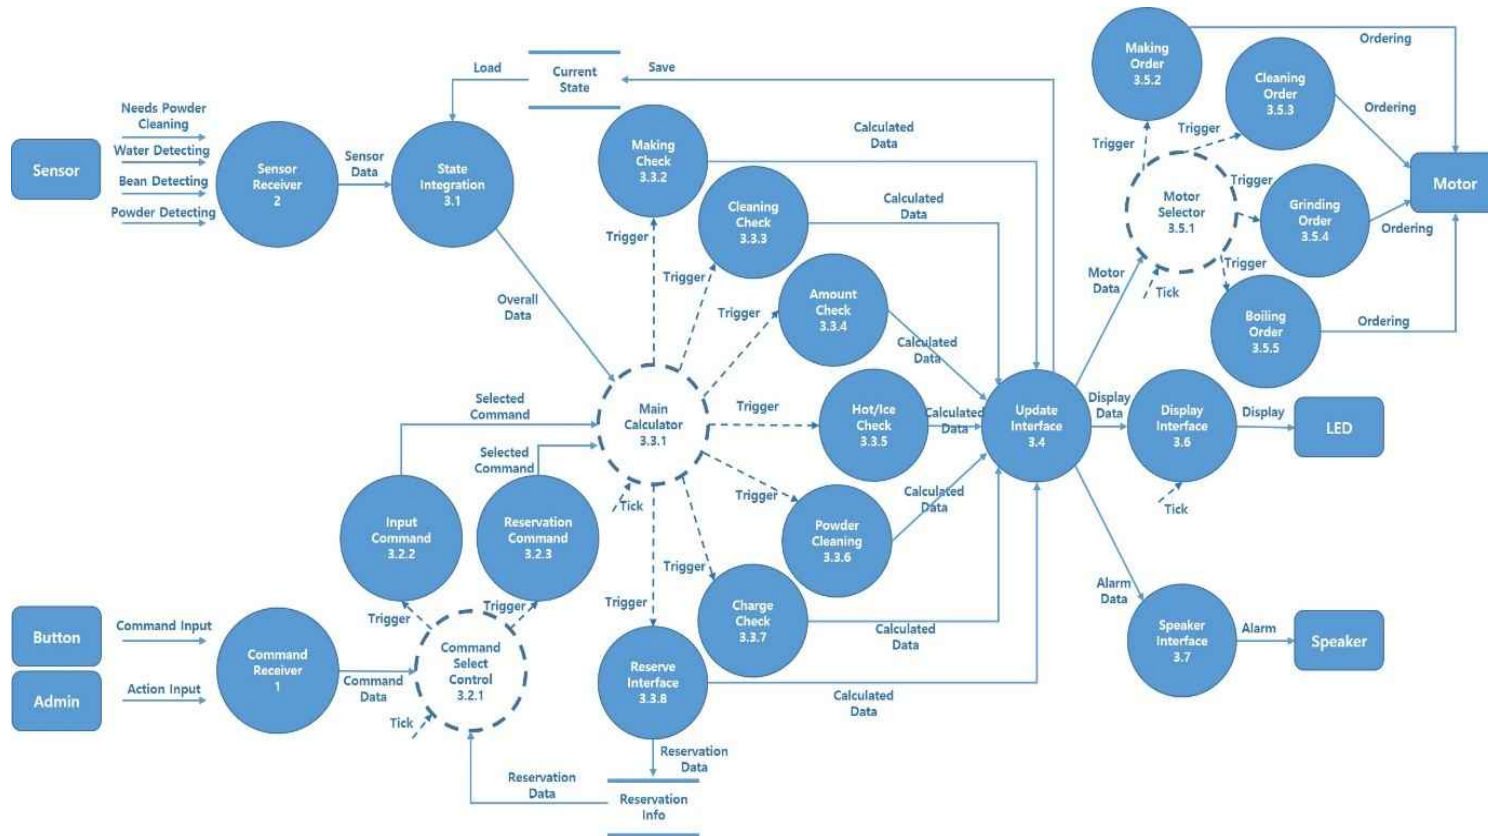 Making
Order
3.5.2
Ordering
Cleaning
Order
3.5.3
Ordering
Load
Current
State
Save
Needs Powder
Cleaning
Water Detecting
Bean Detecting
Powder Detecting
Sensor
Sensor
Receiver
2
Sensor
Data
State
Integration
3.1
Making
Check
3.3.2
Calculated
Data
Cleaning
Check
3.3.3
Calculated
Data
Trigger
Trigger
Trigger
Motor
Selector
3.5.1
Trigger
Grinding
Order
3.5.4
Ordering
Motor
Trigger
Boiling
Order
3.5.5
Ordering
Motor
Data
Tick
Overall
Data
Trigger
Trigger
Amount
Check
3.3.4
Calculated
Data
Selected
Command
Main
Calculator
3.3.1
Trigger
Hot/Ice
Check
3.3.5
Calculated
Data
Update
Interface
3.4
Display
Data
Display
Interface
3.6
Display
LED
Tick
Selected
Command
Tick
Trigger
Powder
Cleaning
3.3.6
Calculated
Data
Input
Command
3.2.2
Reservation
Command
3.2.3
Trigger
Trigger
Trigger
Trigger
Charge
Check
3.3.7
Calculated
Data
Alarm
Data
Speaker
Interface
3.7
Alarm
Speaker
Button
Command Input
Admin
Action Input
Command
Receiver
1
Command
Data
Command
Select
Control
3.2.1
Tick
Reserve
Interface
3.3.8
Calculated
Data
Reservation
Data
Reservation
Data
Reservation
Info